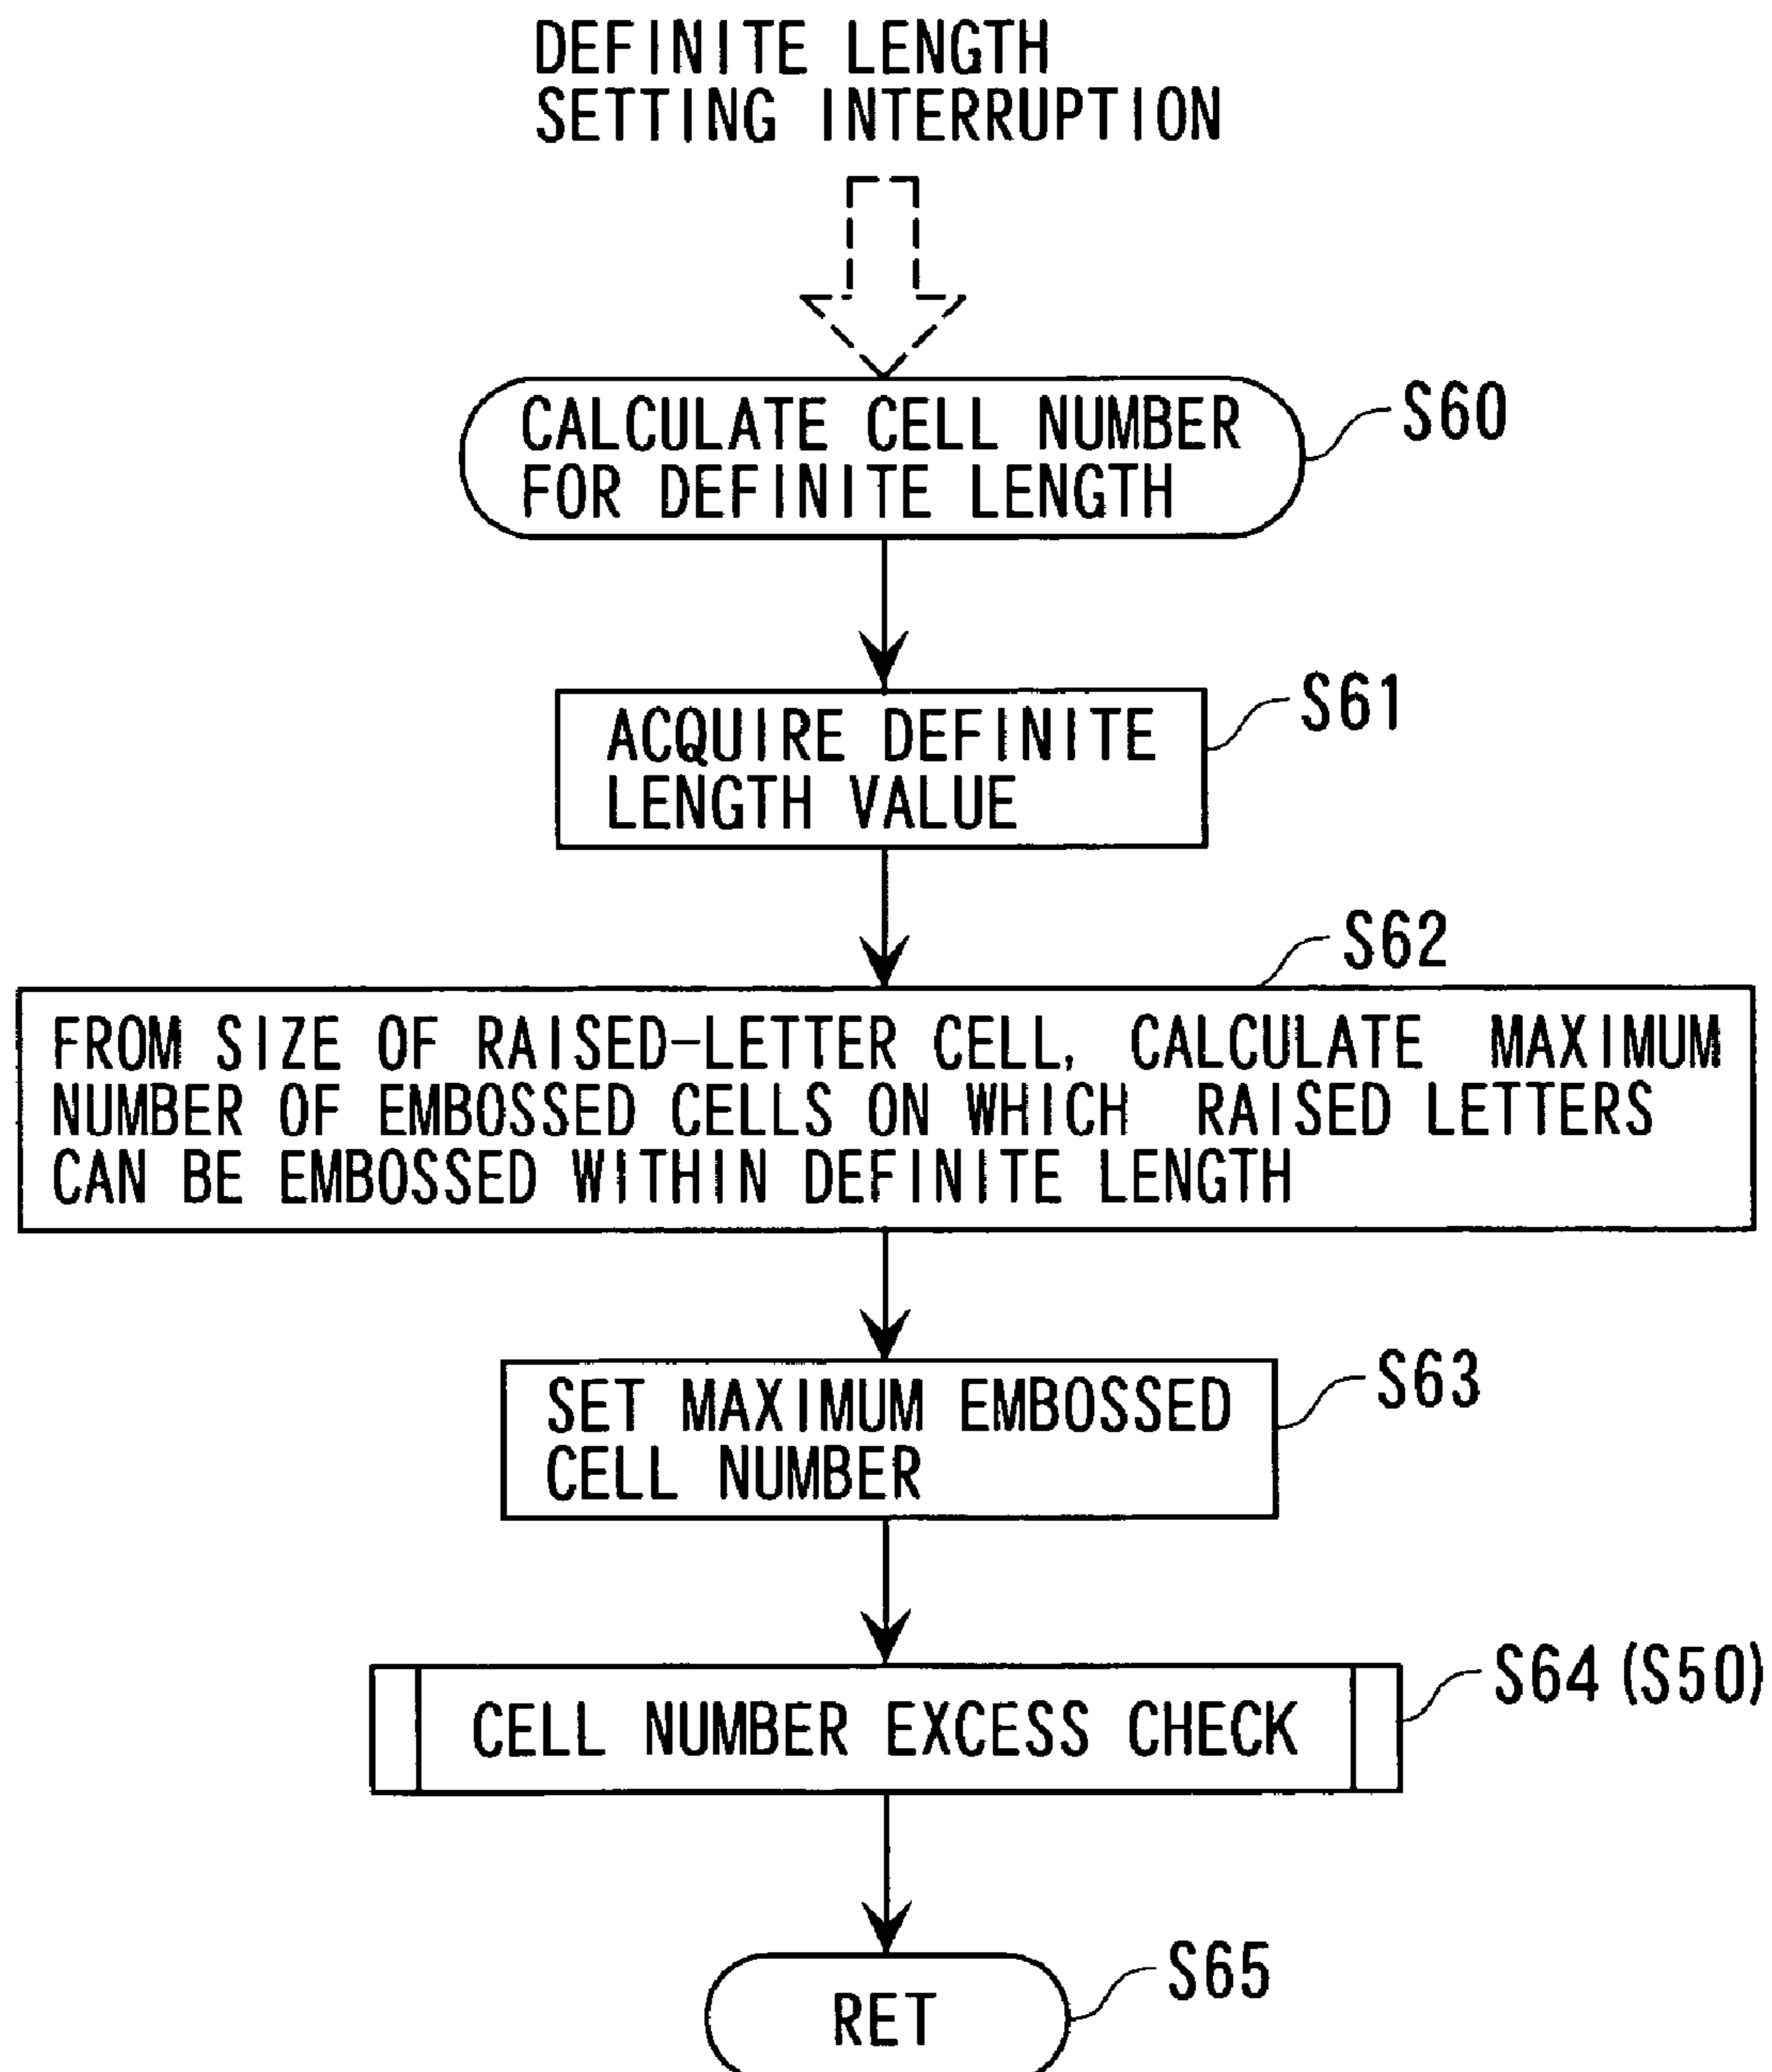 DEFINITE LENGTH
SETTING INTERRUPTION
CALCULATE CELL NUMBER
FOR DEFINITE LENGTH
S60
ACQUIRE DEFINITE
LENGTH VALUE
S61
S62
FROM SIZE OF RAISED-LETTER CELL, CALCULATE MAXIMUM
NUMBER OF EMBOSSED CELLS ON WHICH RAISED LETTERS
CAN BE EMBOSSED WITHIN DEFINITE LENGTH
SET MAXIMUM EMBOSSED
CELL NUMBER
S63
CELL NUMBER EXCESS CHECK
S64 (S50)
RET
S65